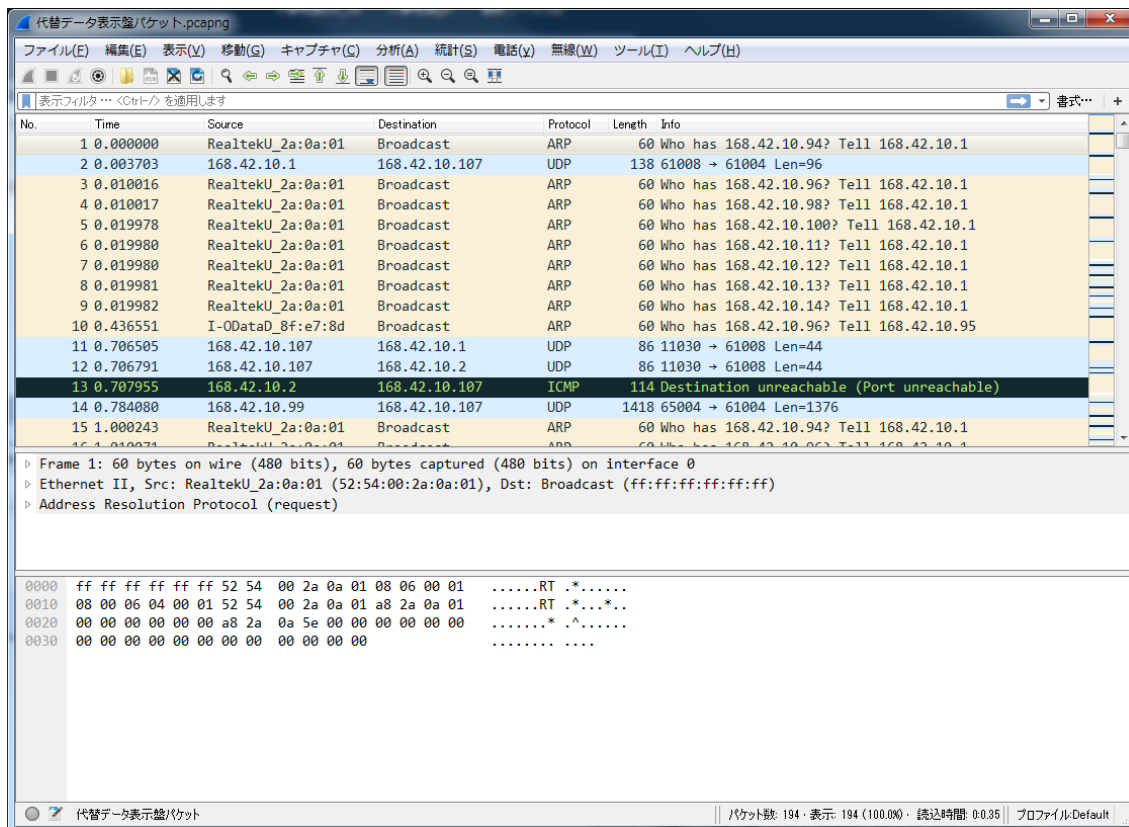 代替データ表示盤パケット.pcapng
ファイル(F) 編集(E) 表示(V) 移動(G) キャプチャ(C) 分析(A) 統計(S) 電話(y) 無線(W) ツール(T) ヘルプ(H)
表示フィルタ … <Ctrl-/> を適用します 書式… +
No. Time Source Destination Protocol Length Info
1 0.000000 RealtekU_2a:0a:01 Broadcast ARP 60 Who has 168.42.10.94? Tell 168.42.10.1
2 0.003703 168.42.10.1 168.42.10.107 UDP 138 61008 → 61004 Len=96
3 0.010016 RealtekU_2a:0a:01 Broadcast ARP 60 Who has 168.42.10.96? Tell 168.42.10.1
4 0.010017 RealtekU_2a:0a:01 Broadcast ARP 60 Who has 168.42.10.98? Tell 168.42.10.1
5 0.019978 RealtekU_2a:0a:01 Broadcast ARP 60 Who has 168.42.10.100? Tell 168.42.10.1
6 0.019980 RealtekU_2a:0a:01 Broadcast ARP 60 Who has 168.42.10.11? Tell 168.42.10.1
7 0.019980 RealtekU_2a:0a:01 Broadcast ARP 60 Who has 168.42.10.12? Tell 168.42.10.1
8 0.019981 RealtekU_2a:0a:01 Broadcast ARP 60 Who has 168.42.10.13? Tell 168.42.10.1
9 0.019982 RealtekU_2a:0a:01 Broadcast ARP 60 Who has 168.42.10.14? Tell 168.42.10.1
10 0.436551 I-ODataD_8f:e7:8d Broadcast ARP 60 Who has 168.42.10.96? Tell 168.42.10.95
11 0.706505 168.42.10.107 168.42.10.1 UDP 86 11030 → 61008 Len=44
12 0.706791 168.42.10.107 168.42.10.2 UDP 86 11030 → 61008 Len=44
13 0.707955 168.42.10.2 168.42.10.107 ICMP 114 Destination unreachable (Port unreachable)
14 0.784080 168.42.10.99 168.42.10.107 UDP 1418 65004 → 61004 Len=1376
15 1.000243 RealtekU_2a:0a:01 Broadcast ARP 60 Who has 168.42.10.94? Tell 168.42.10.1
Frame 1: 60 bytes on wire (480 bits), 60 bytes captured (480 bits) on interface 0
Ethernet II, Src: RealtekU_2a:0a:01 (52:54:00:2a:0a:01), Dst: Broadcast (ff:ff:ff:ff:ff:ff)
Address Resolution Protocol (request)
0000 ff ff ff ff ff ff 52 54 00 2a 0a 01 08 06 00 01 ......RT .*......
0010 08 00 06 04 00 01 52 54 00 2a 0a 01 a8 2a 0a 01 ......RT .*...*..
0020 00 00 00 00 00 00 a8 2a 0a 5e 00 00 00 00 00 00 .......* .^......
0030 00 00 00 00 00 00 00 00 00 00 00 00 ........ ....
代替データ表示盤パケット パケット数: 194 · 表示: 194 (100.0%) · 読込時間: 0:0.35 プロファイル:Default